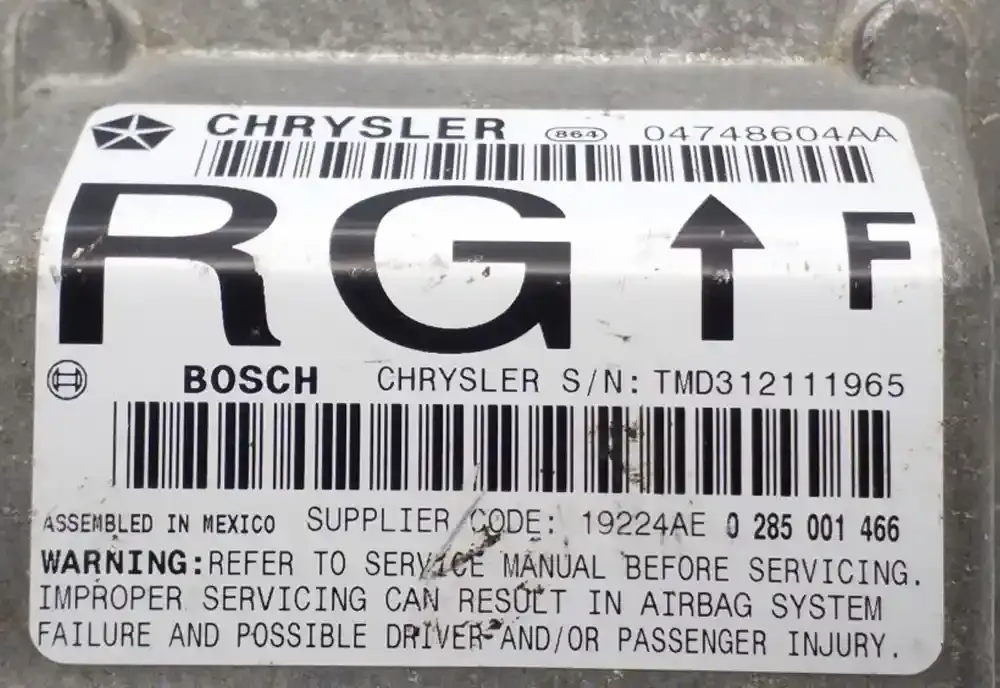 CHRYSLER 864 04748604AA
RG F
BOSCH CHRYSLER S/N: TMD312111965
ASSEMBLED IN MEXICO SUPPLIER CODE: 19224AE 0 285 001 466
WARNING:REFER TO SERVICE MANUAL BEFORE SERVICING.
IMPROPER SERVICING CAN RESULT IN AIRBAG SYSTEM
FAILURE AND POSSIBLE DRIVER AND/OR PASSENGER INJURY.